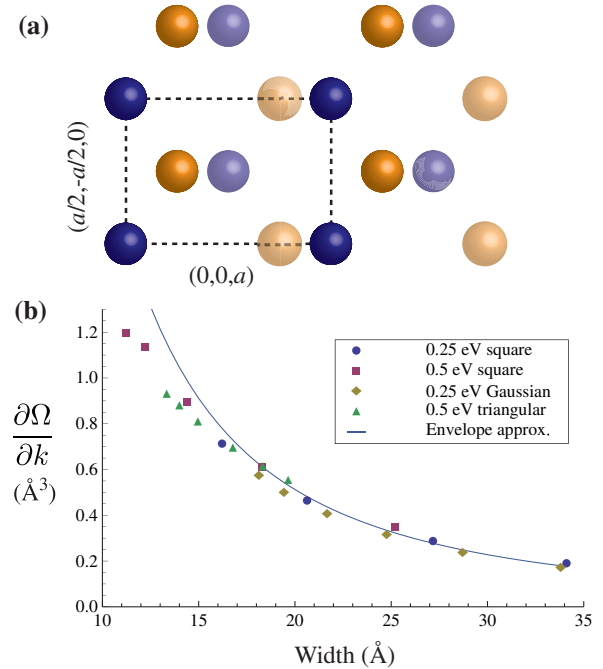 (a)
(a/2,-a/2,0)
(0,0,a)
(b)
1.2
1.0
0.8
0.6
0.4
0.2
0.0
∂Ω
∂k
(Å³)
0.25 eV square
0.5 eV square
0.25 eV Gaussian
0.5 eV triangular
Envelope approx.
10 15 20 25 30 35
Width (Å)